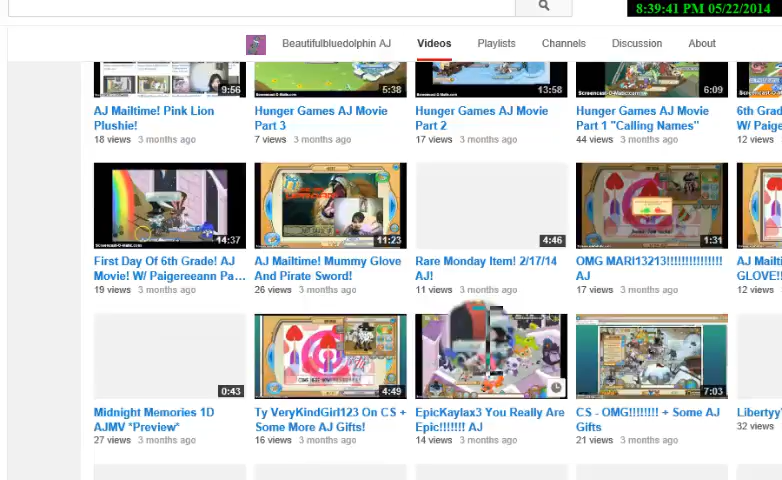 8:39:41 PM 05/22/2014
Beautifulbluedolphin AJ Videos Playlists Channels Discussion About
9:56 5:38 13:58 6:09
AJ Mailtime! Pink Lion Plushie!
18 views 3 months ago
Hunger Games AJ Movie Part 3
7 views 3 months ago
Hunger Games AJ Movie Part 2
17 views 3 months ago
Hunger Games AJ Movie Part 1 "Calling Names"
44 views 3 months ago
6th Grad
W/ Paige
12 views
14:37 11:23 4:46 1:31
First Day Of 6th Grade! AJ Movie! W/ Paigereeann Pa...
19 views 3 months ago
AJ Mailtime! Mummy Glove And Pirate Sword!
26 views 3 months ago
Rare Monday Item! 2/17/14 AJ!
11 views 3 months ago
OMG MARI13213!!!!!!!!!!!!!!! AJ
17 views 3 months ago
AJ Mailti
GLOVE!!
12 views
0:43 4:49 7:03
Midnight Memories 1D AJMV *Preview*
27 views 3 months ago
Ty VeryKindGirl123 On CS + Some More AJ Gifts!
16 views 3 months ago
EpicKaylax3 You Really Are Epic!!!!!!! AJ
14 views 3 months ago
CS - OMG!!!!!!!! + Some AJ Gifts
21 views 3 months ago
Libertyy
32 views